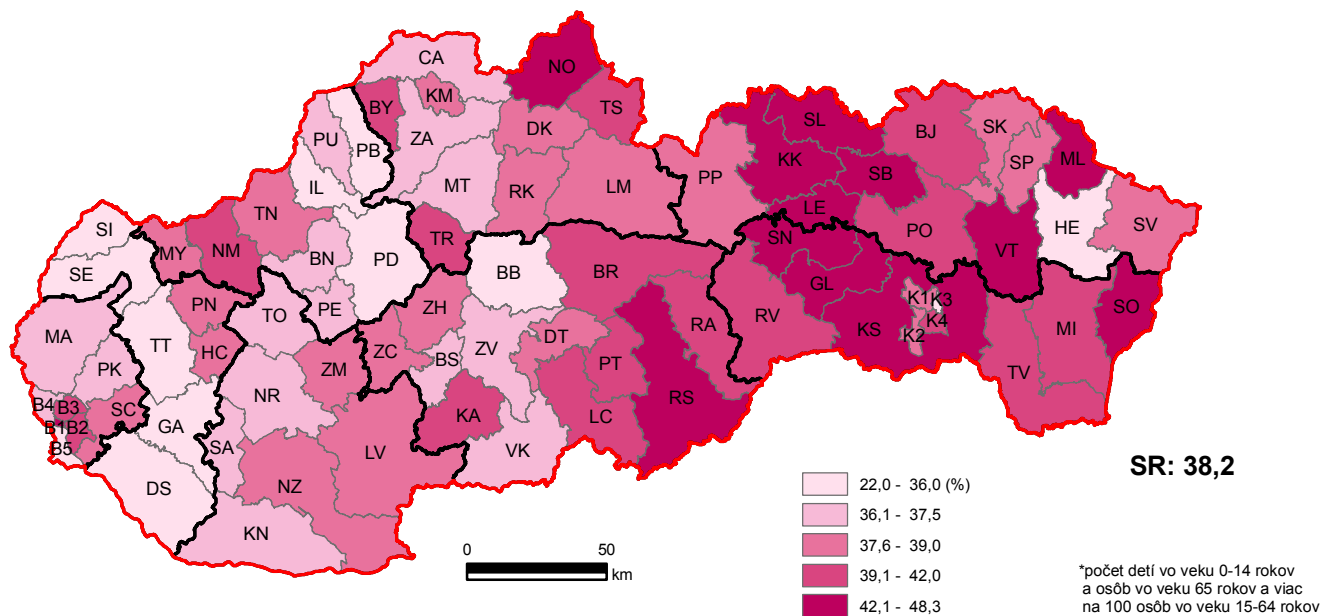 CA
NO
BY
KM
TS
PU
PB
ZA
DK
IL
MT
RK
LM
PP
SL
KK
SB
LE
BJ
SK
SP
ML
HE
SV
PO
VT
SI
SE
MY
NM
TN
BN
PD
TR
BB
BR
SN
GL
RV
KS
K1
K3
K2
K4
SO
MI
TV
MA
PK
TT
PN
HC
TO
PE
ZH
ZC
ZM
BS
ZV
DT
PT
RA
RS
LC
KA
VK
NR
LV
SA
NZ
KN
GA
DS
SC
B4
B3
B1
B2
B5
SR: 38,2
22,0 - 36,0 (%)
36,1 - 37,5
37,6 - 39,0
39,1 - 42,0
42,1 - 48,3
0
50
km
*počet detí vo veku 0-14 rokov
a osôb vo veku 65 rokov a viac
na 100 osôb vo veku 15-64 rokov